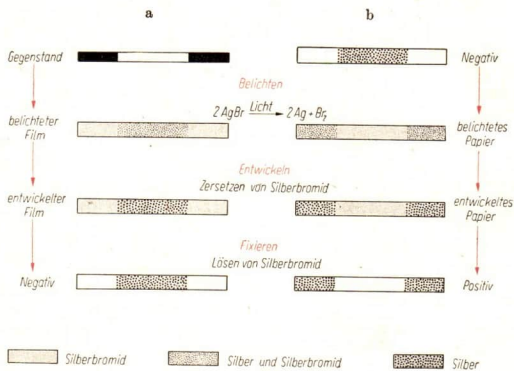 a
b
Gegenstand
Negativ
Belichten
2 AgBr Licht → 2 Ag + Br₂
belichteter Film
belichtetes Papier
Entwickeln
Zersetzen von Silberbromid
entwickelter Film
entwickeltes Papier
Fixieren
Lösen von Silberbromid
Negativ
Positiv
Silberbromid
Silber und Silberbromid
Silber